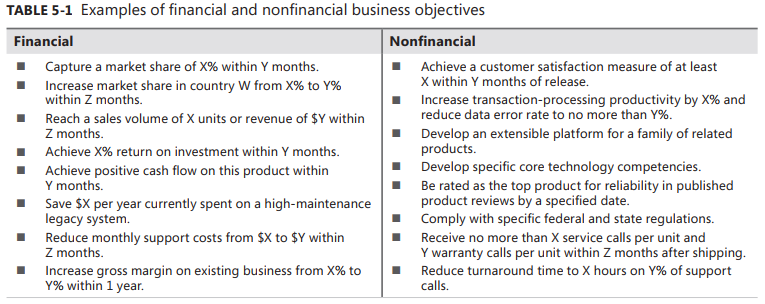 TABLE 5-1 Examples of financial and nonfinancial business objectives
Financial
■ Capture a market share of X% within Y months.
■ Increase market share in country W from X% to Y%
within Z months.
■ Reach a sales volume of X units or revenue of $Y within
Z months.
■ Achieve X% return on investment within Y months.
■ Achieve positive cash flow on this product within
Y months.
■ Save $X per year currently spent on a high-maintenance
legacy system.
■ Reduce monthly support costs from $X to $Y within
Z months.
■ Increase gross margin on existing business from X% to
Y% within 1 year.
Nonfinancial
■ Achieve a customer satisfaction measure of at least
X within Y months of release.
■ Increase transaction-processing productivity by X% and
reduce data error rate to no more than Y%.
■ Develop an extensible platform for a family of related
products.
■ Develop specific core technology competencies.
■ Be rated as the top product for reliability in published
product reviews by a specified date.
■ Comply with specific federal and state regulations.
■ Receive no more than X service calls per unit and
Y warranty calls per unit within Z months after shipping.
■ Reduce turnaround time to X hours on Y% of support
calls.